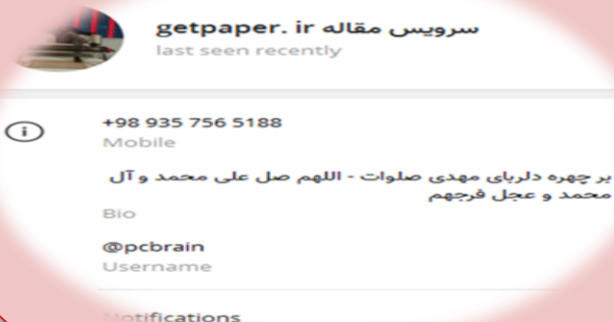 getpaper. ir سرویس مقاله
last seen recently
+98 935 756 5188
Mobile
بر چهره دلربای مهدی صلوات - اللهم صل علی محمد و آل
محمد و عجل فرجهم
Bio
@pcbrain
Username
Notifications